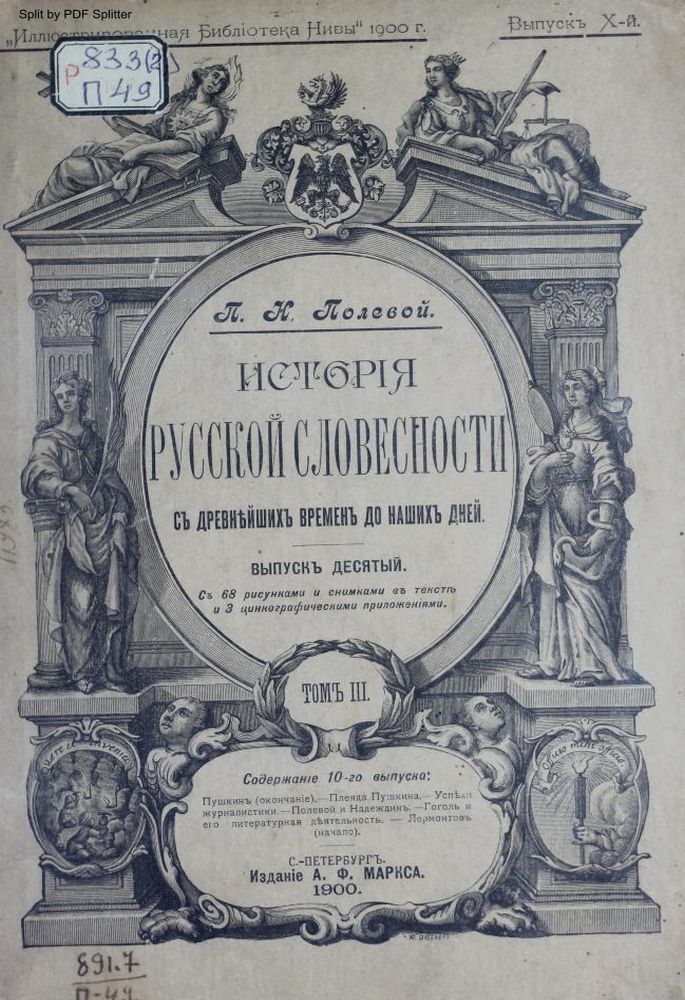 Split by PDF Splitter
„Иллюстрированная Библіотека Нивы" 1900 г.
Выпускъ X-й.
Р 833(2)
П 49
П. Н. Полевой.
ИСТОРІЯ
РУССКОЙ СЛОВЕСНОСТИ
СЪ ДРЕВНѢЙШИХЪ ВРЕМЕНЪ ДО НАШИХЪ ДНЕЙ.
ВЫПУСКЪ ДЕСЯТЫЙ.
Съ 68 рисунками и снимками въ текстѣ
и 3 цинкографическими приложеніями.
ТОМЪ III.
Содержаніе 10-го выпуска:
Пушкинъ (окончаніе).—Плеяда Пушкина.— Успѣхи
журналистики.—Полевой и Надеждинъ.—Гоголь и
его литературная дѣятельность. — Лермонтовъ
(начало).
С.-ПЕТЕРБУРГЪ.
Изданіе А. Ф. МАРКСА.
1900.
891.7
П-49